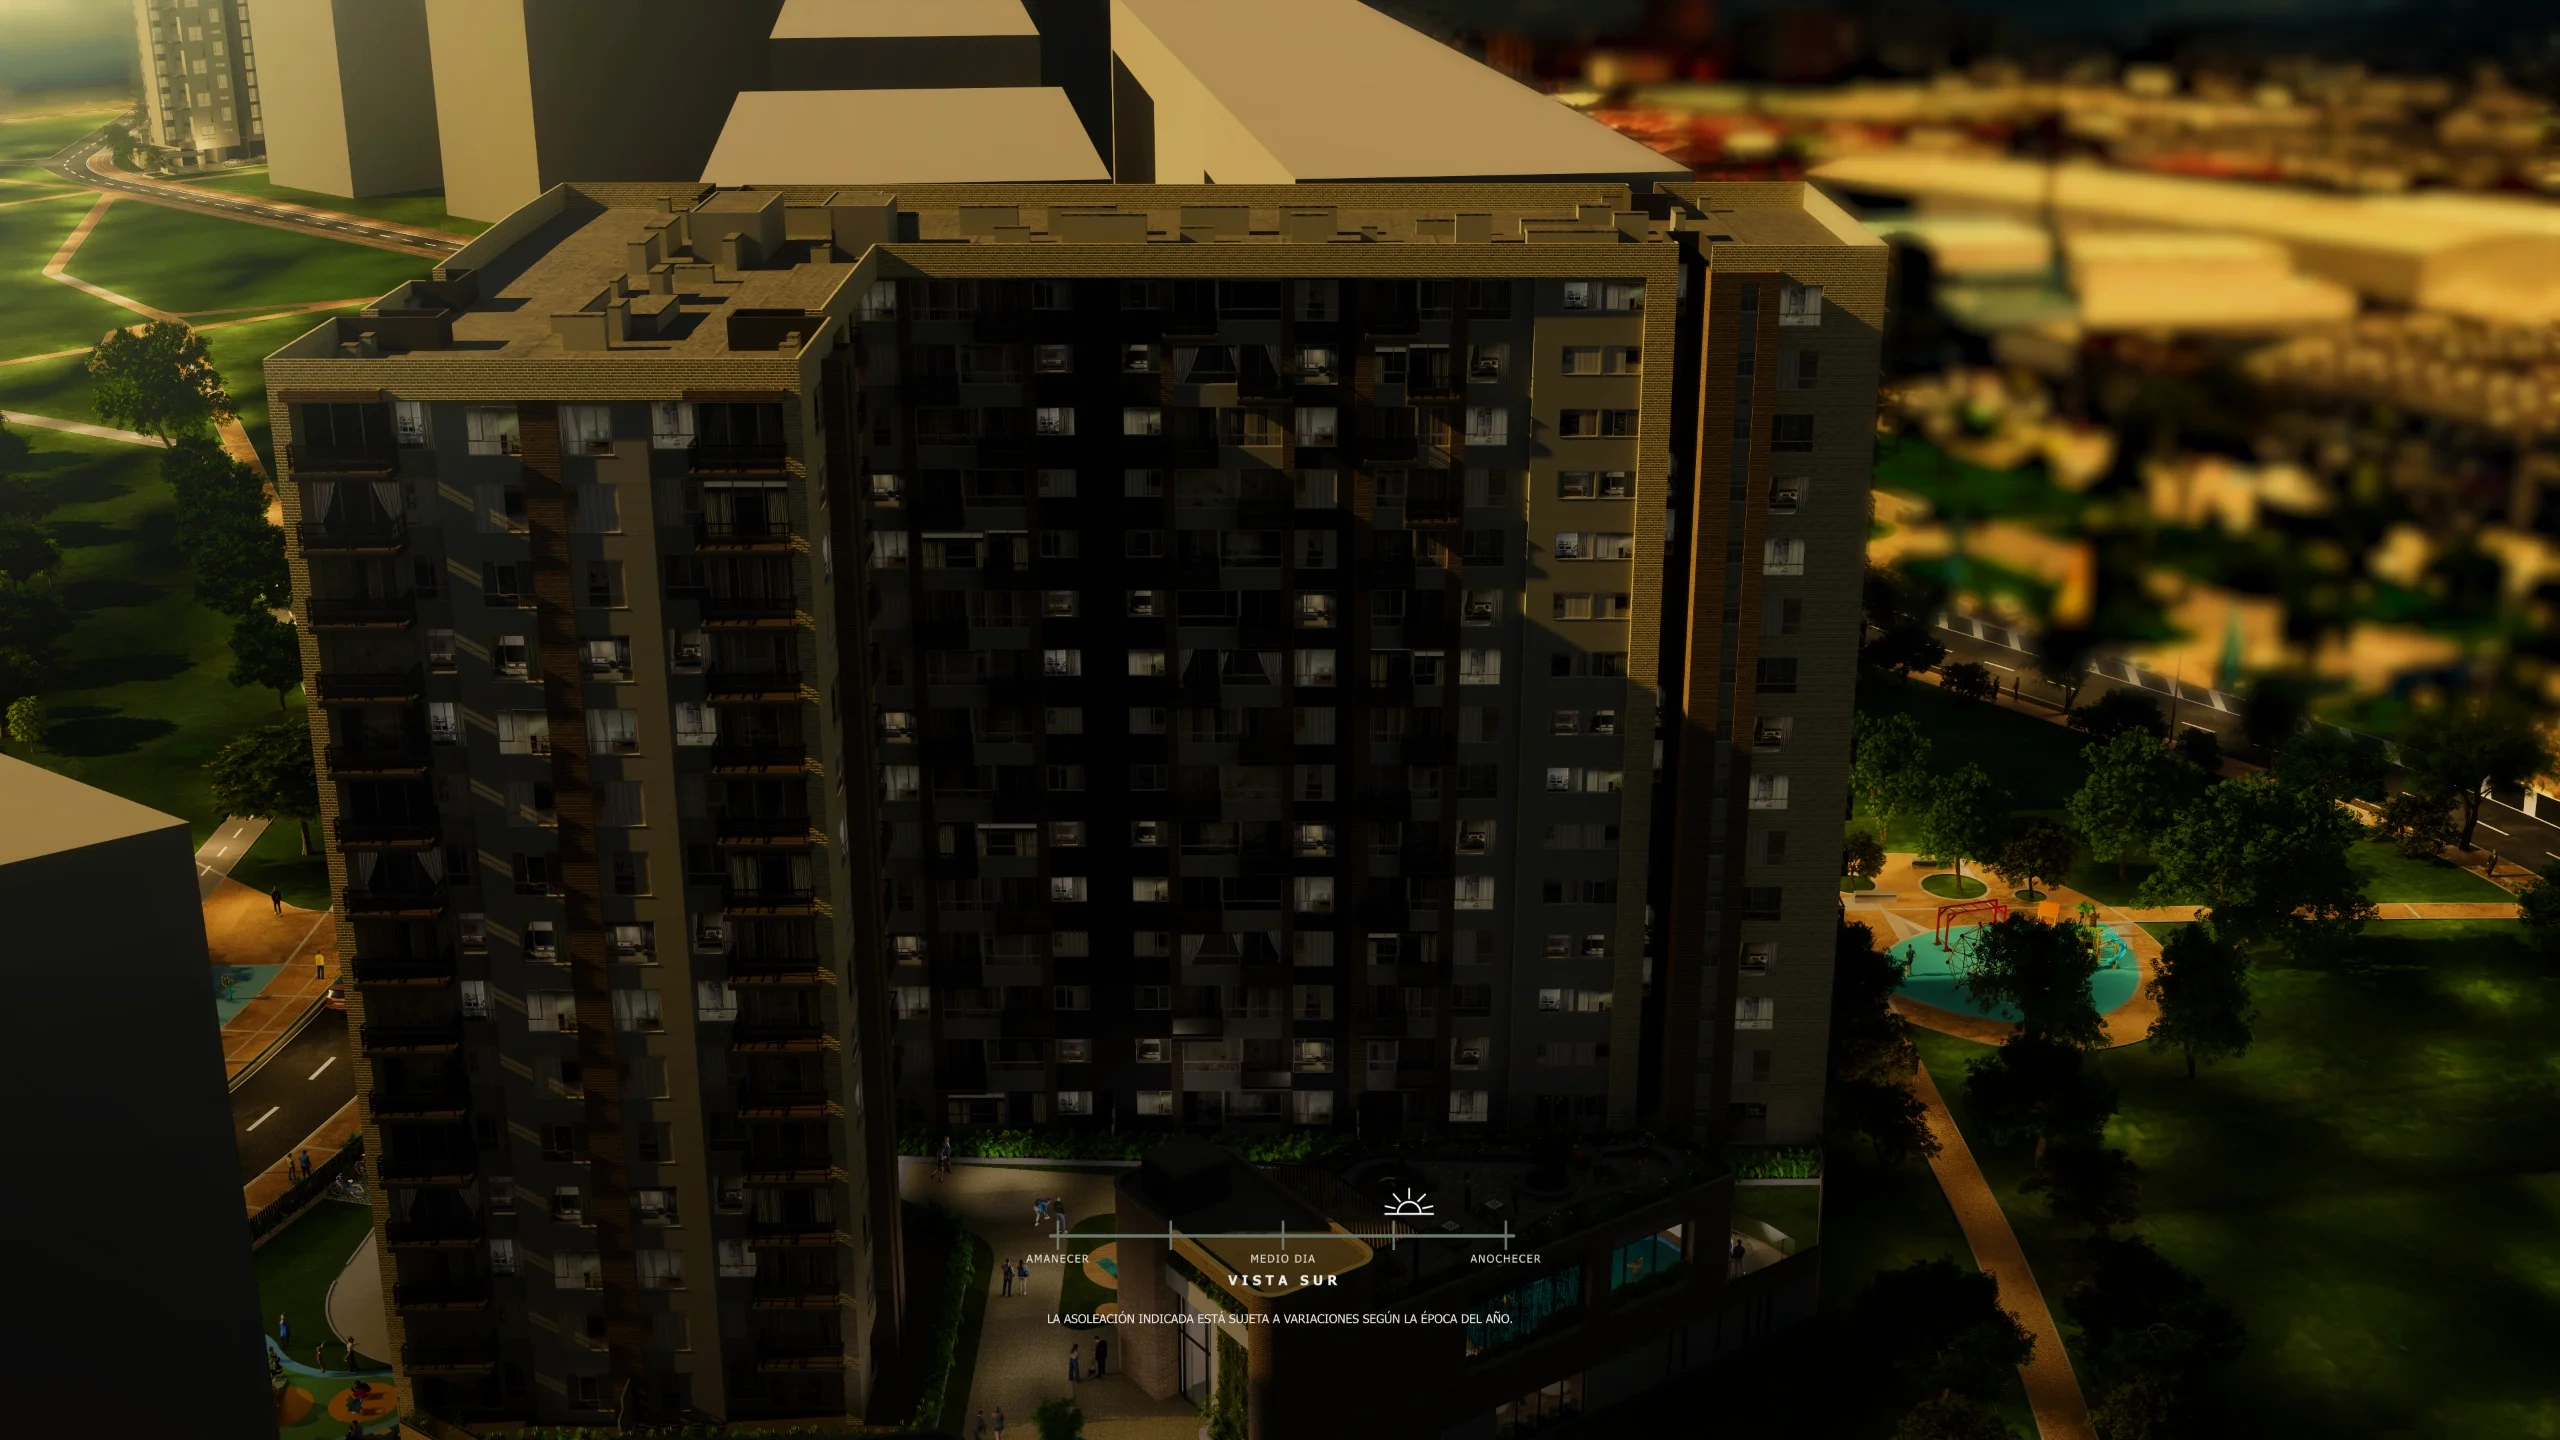 AMANECER MEDIO DIA ANOCHECER
VISTA SUR
LA ASOLEACIÓN INDICADA ESTÁ SUJETA A VARIACIONES SEGÚN LA ÉPOCA DEL AÑO.